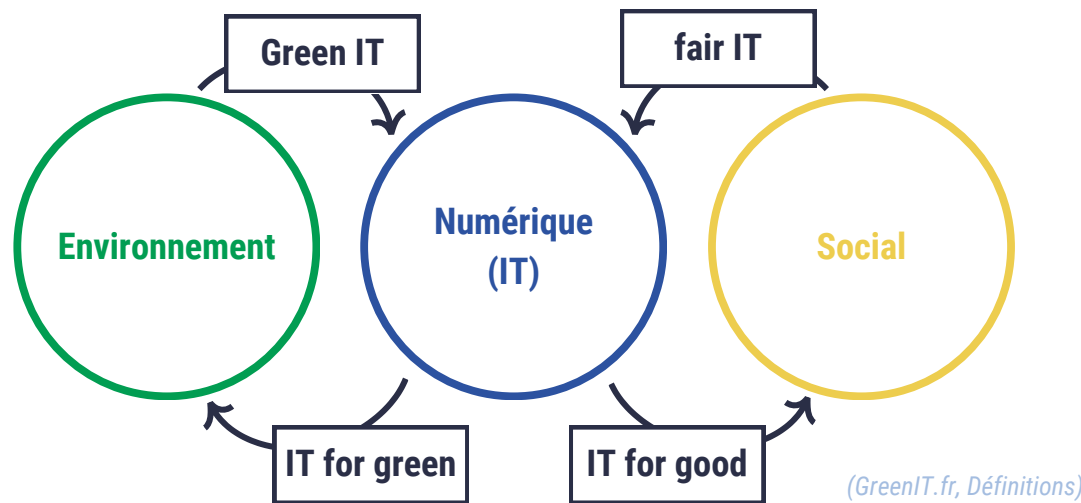 Green IT
fair IT
Environnement
Numérique
(IT)
Social
IT for green
IT for good
(GreenIT.fr, Définitions)